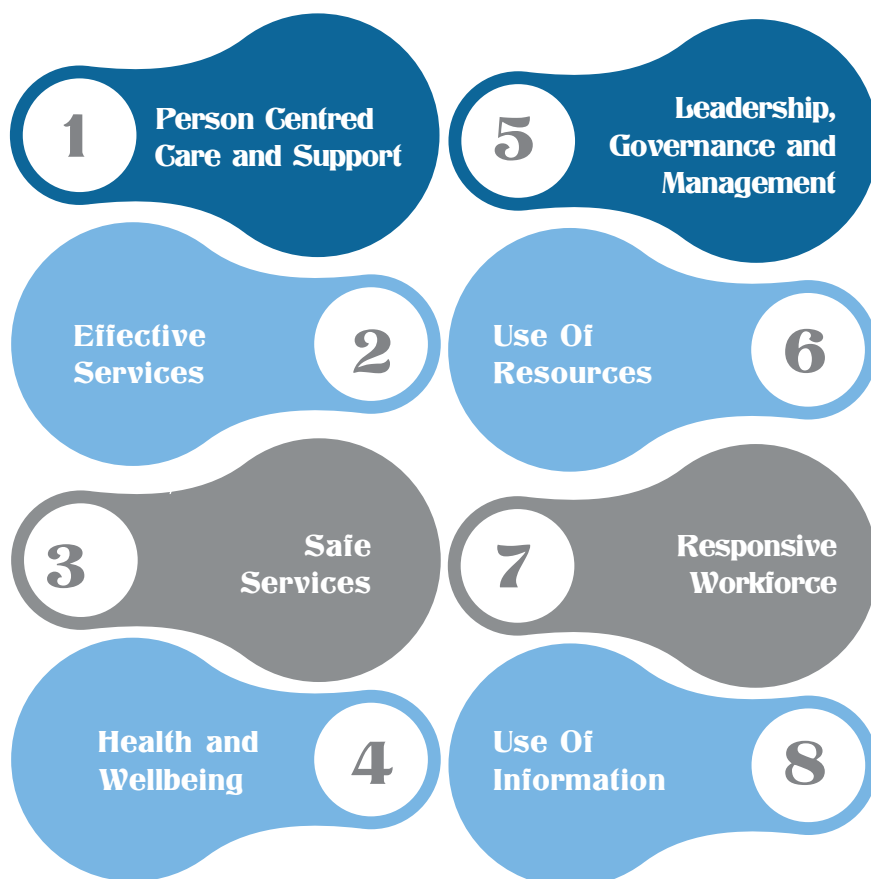 1
Person Centred
Care and Support
2
Effective
Services
3
Safe
Services
4
Health and
Wellbeing
5
Leadership,
Governance and
Management
6
Use Of
Resources
7
Responsive
Workforce
8
Use Of
Information